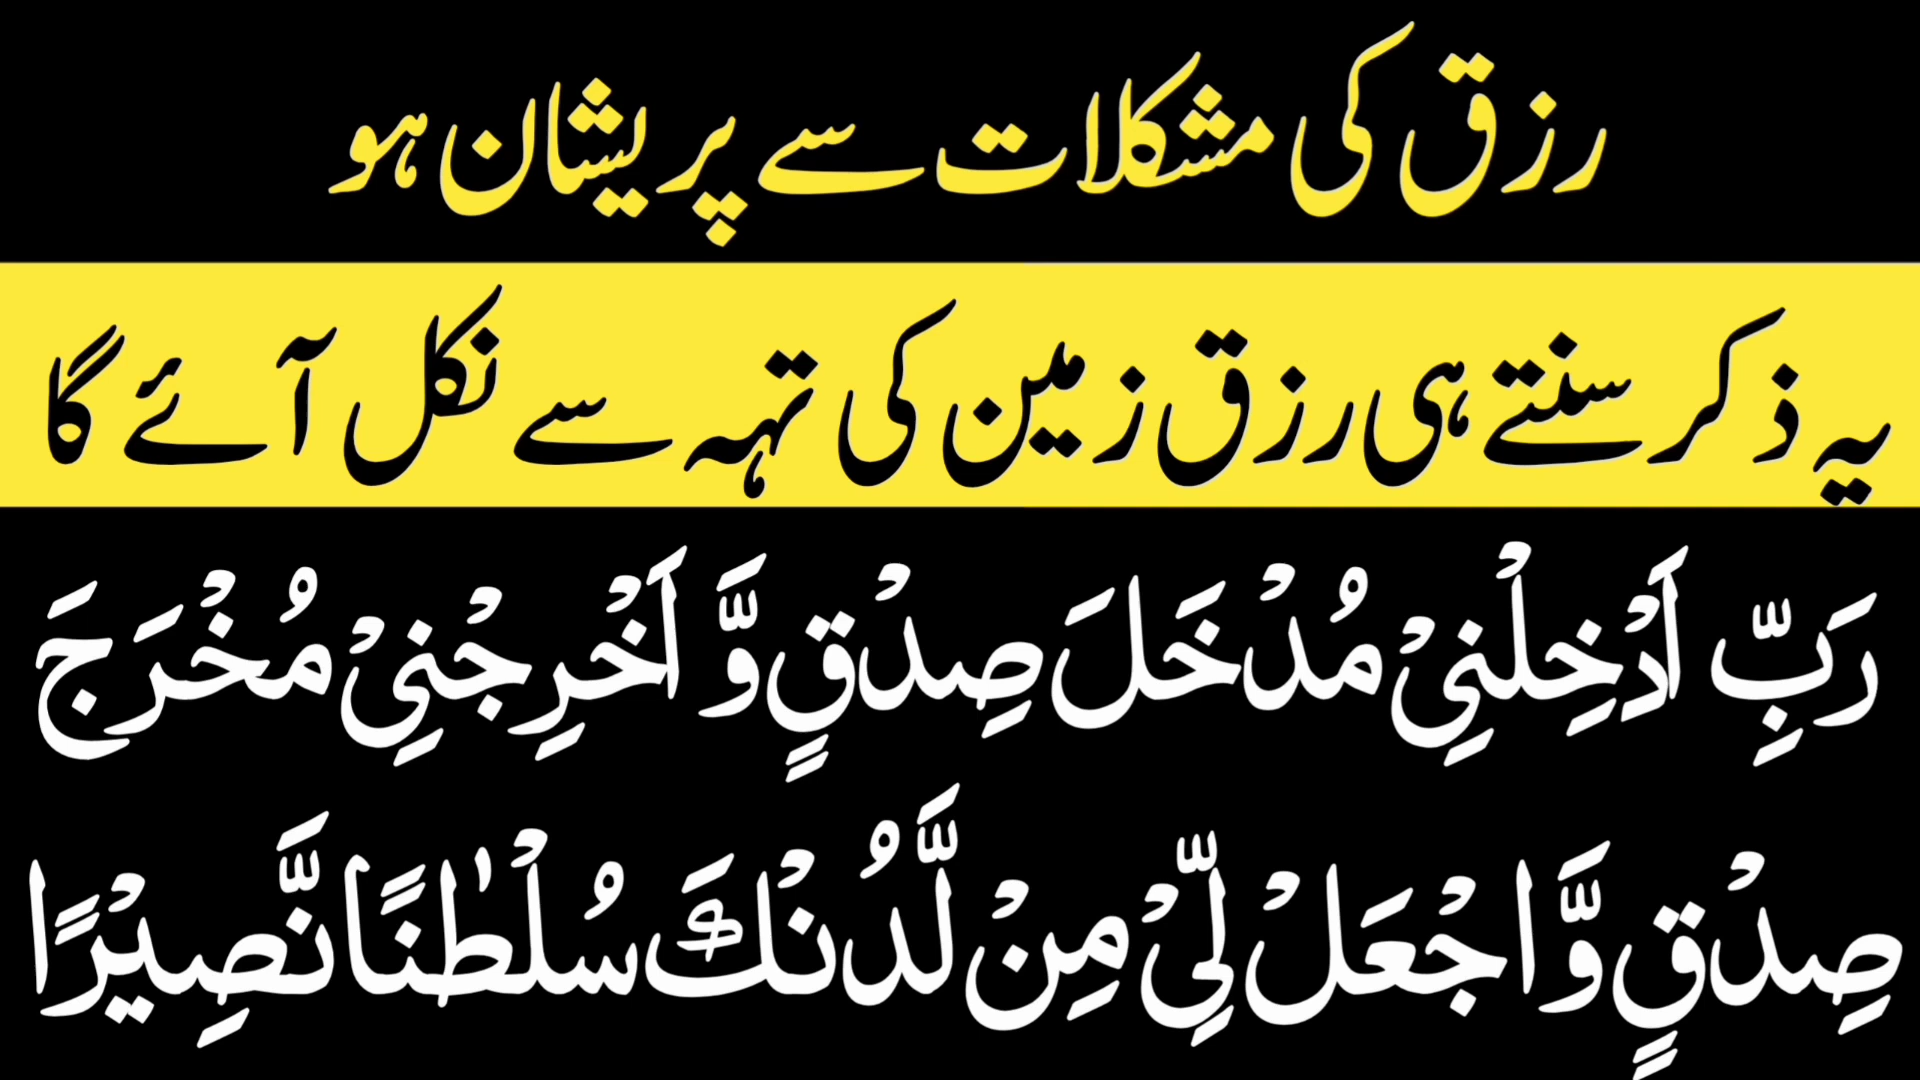 رزق کی مشکلات سے پریشان ہو
یہ ذکر سنتے ہی رزق زمین کی تہہ سے نکل آئے گا
رَبِّ اَدْخِلْنِیْ مُدْخَلَ صِدْقٍ وَّ اَخْرِجْنِیْ مُخْرَجَ
صِدْقٍ وَّ اجْعَلْ لِّیْ مِنْ لَّدُنْكَ سُلْطٰنًا نَّصِیْرًا